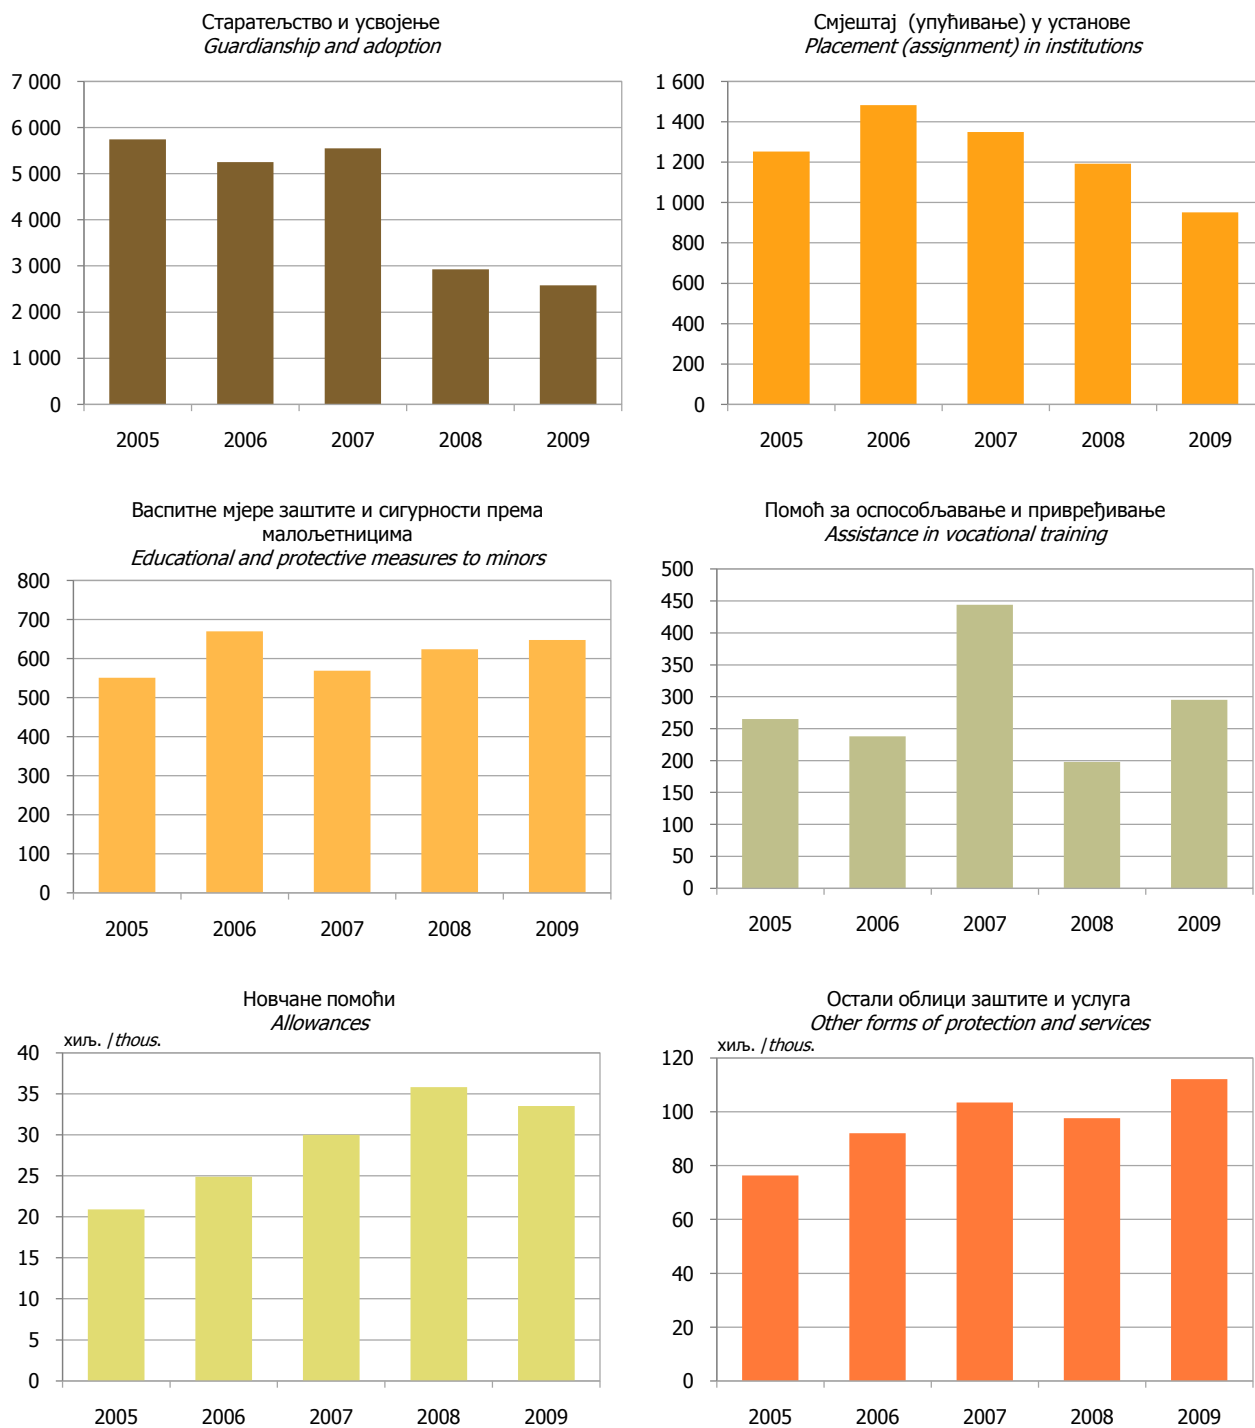 Старатељство и усвојење
Guardianship and adoption
7 000
6 000
5 000
4 000
3 000
2 000
1 000
0
2005 2006 2007 2008 2009
Смјештај (упућивање) у установе
Placement (assignment) in institutions
1 600
1 400
1 200
1 000
800
600
400
200
0
2005 2006 2007 2008 2009
Васпитне мјере заштите и сигурности према
малољетницима
Educational and protective measures to minors
800
700
600
500
400
300
200
100
0
2005 2006 2007 2008 2009
Помоћ за оспособљавање и привређивање
Assistance in vocational training
500
450
400
350
300
250
200
150
100
50
0
2005 2006 2007 2008 2009
Новчане помоћи
Allowances
хиљ. / thous.
40
35
30
25
20
15
10
5
0
2005 2006 2007 2008 2009
Остали облици заштите и услуга
Other forms of protection and services
хиљ. / thous.
120
100
80
60
40
20
0
2005 2006 2007 2008 2009